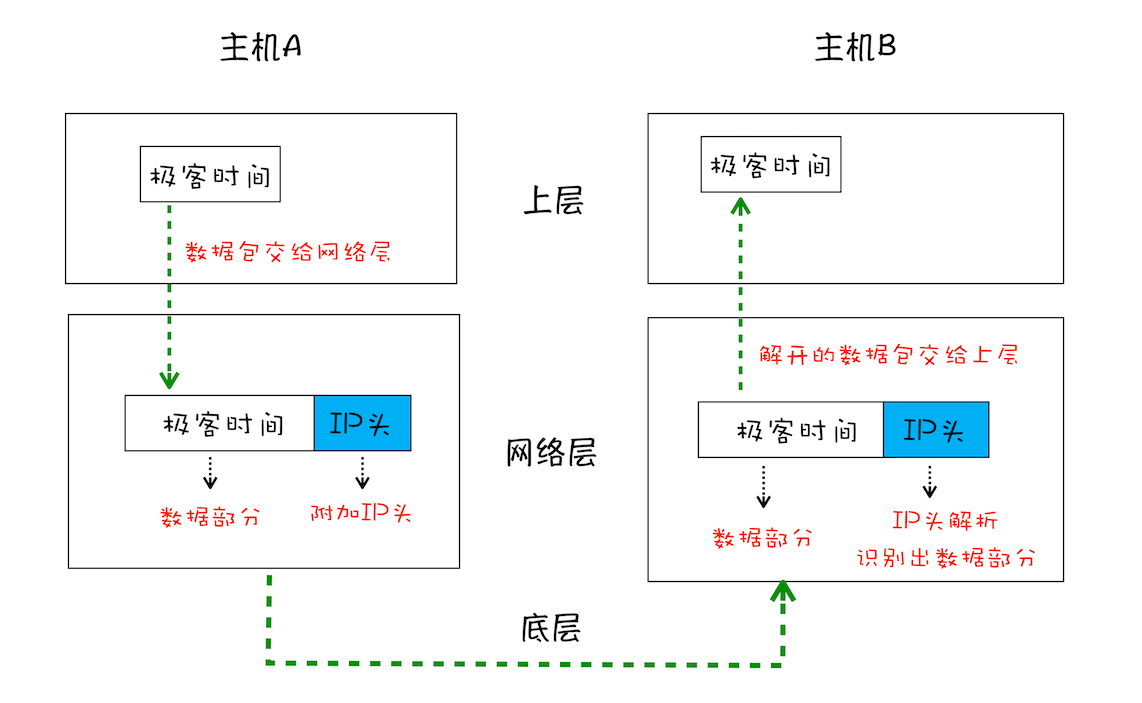 主机A
主机B
极客时间
极客时间
上层
数据包交给网络层
解开的数据包交给上层
极客时间
IP头
极客时间
IP头
网络层
数据部分
附加IP头
数据部分
IP头解析
识别出数据部分
底层